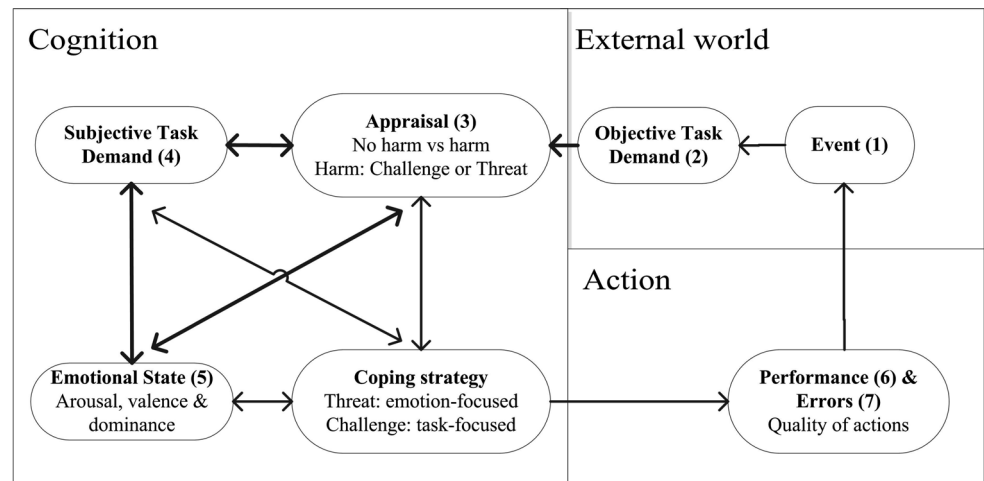 Cognition
External world
Subjective Task
Demand (4)
Appraisal (3)
No harm vs harm
Harm: Challenge or Threat
Objective Task
Demand (2)
Event (1)
Action
Emotional State (5)
Arousal, valence &
dominance
Coping strategy
Threat: emotion-focused
Challenge: task-focused
Performance (6) &
Errors (7)
Quality of actions